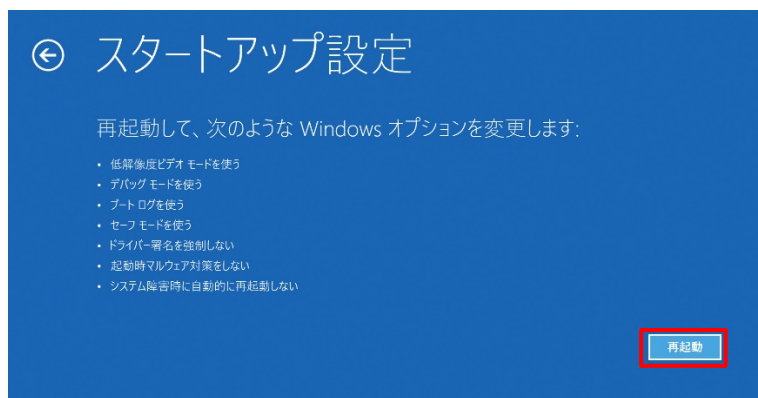 スタートアップ設定
再起動して、次のような Windows オプションを変更します:
• 低解像度ビデオ モードを使う
• デバッグ モードを使う
• ブート ログを使う
• セーフ モードを使う
• ドライバー署名を強制しない
• 起動時マルウェア対策をしない
• システム障害時に自動的に再起動しない
再起動